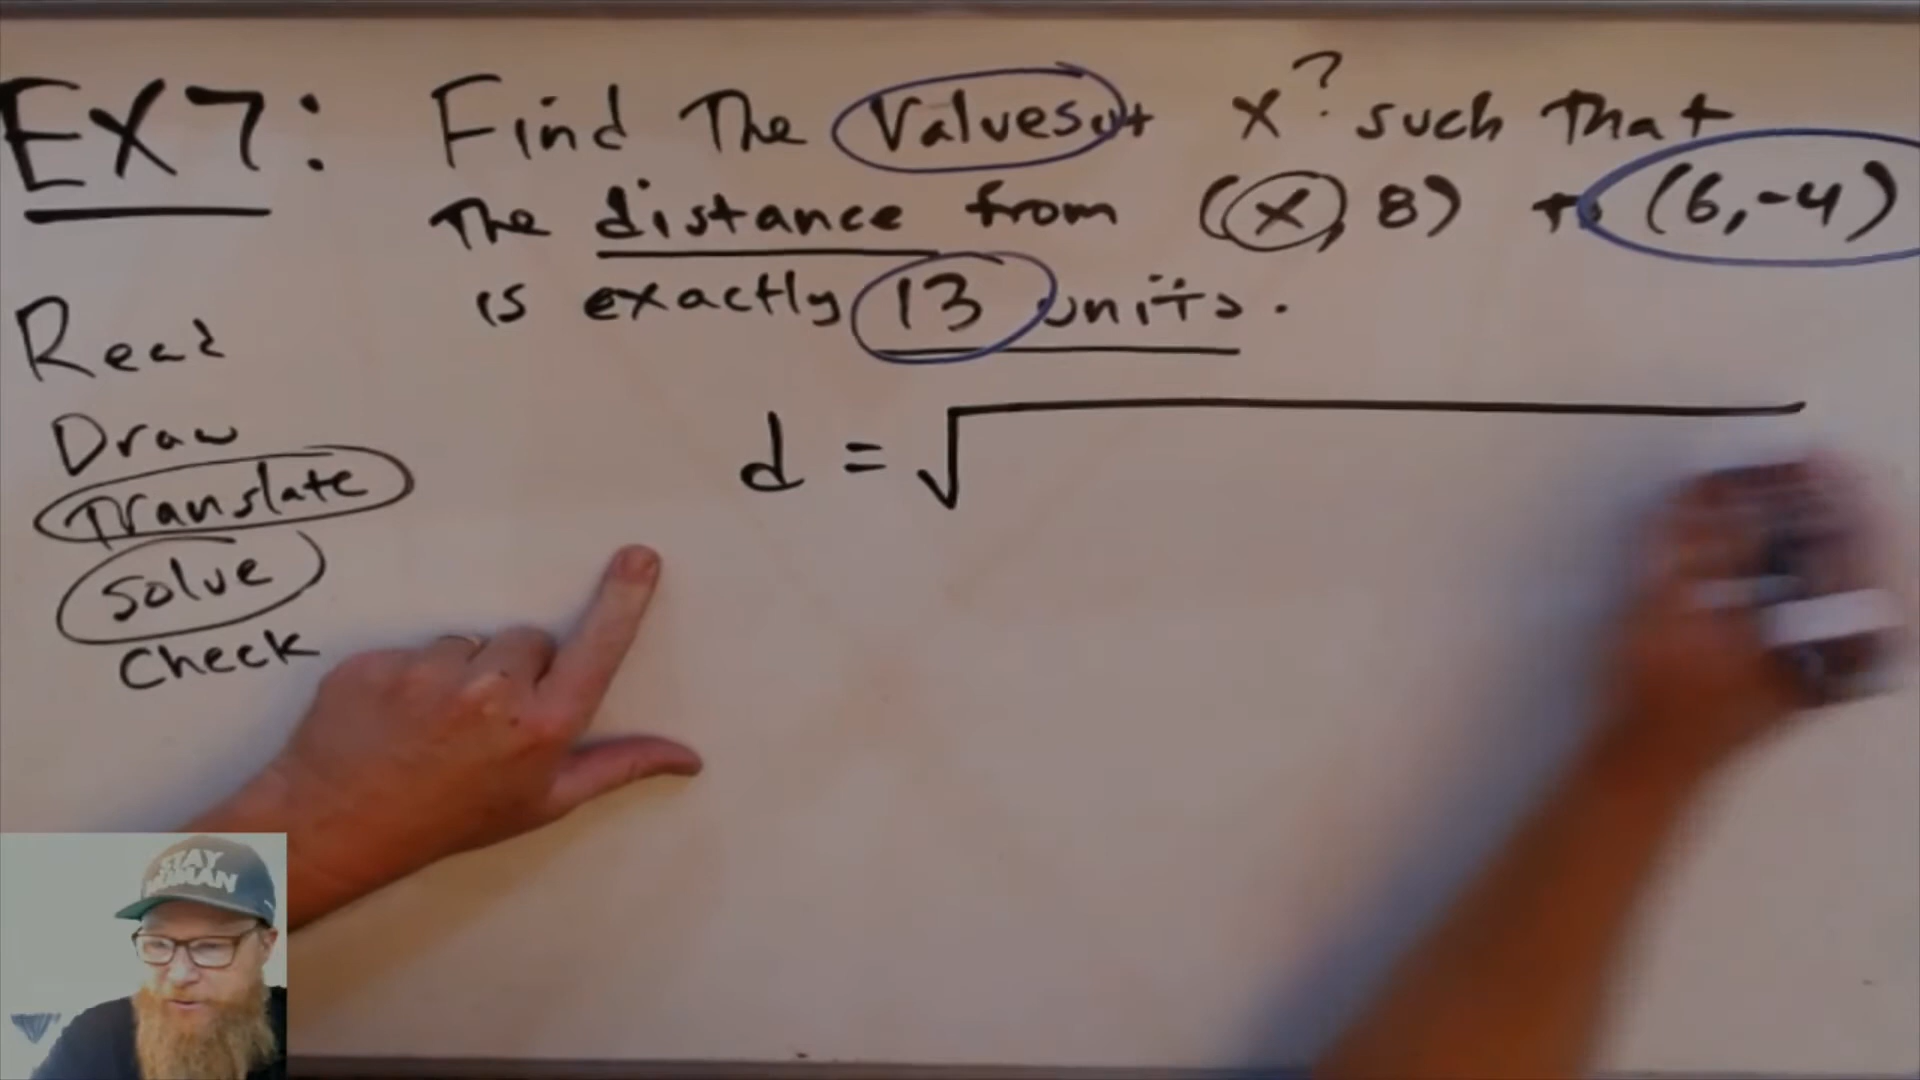 EX7: Find The Values of x? such that
The distance from (x, 8) to (6,-4)
is exactly 13 units.
Read
Draw
Translate
Solve
Check
d = √
STAY
HUMAN